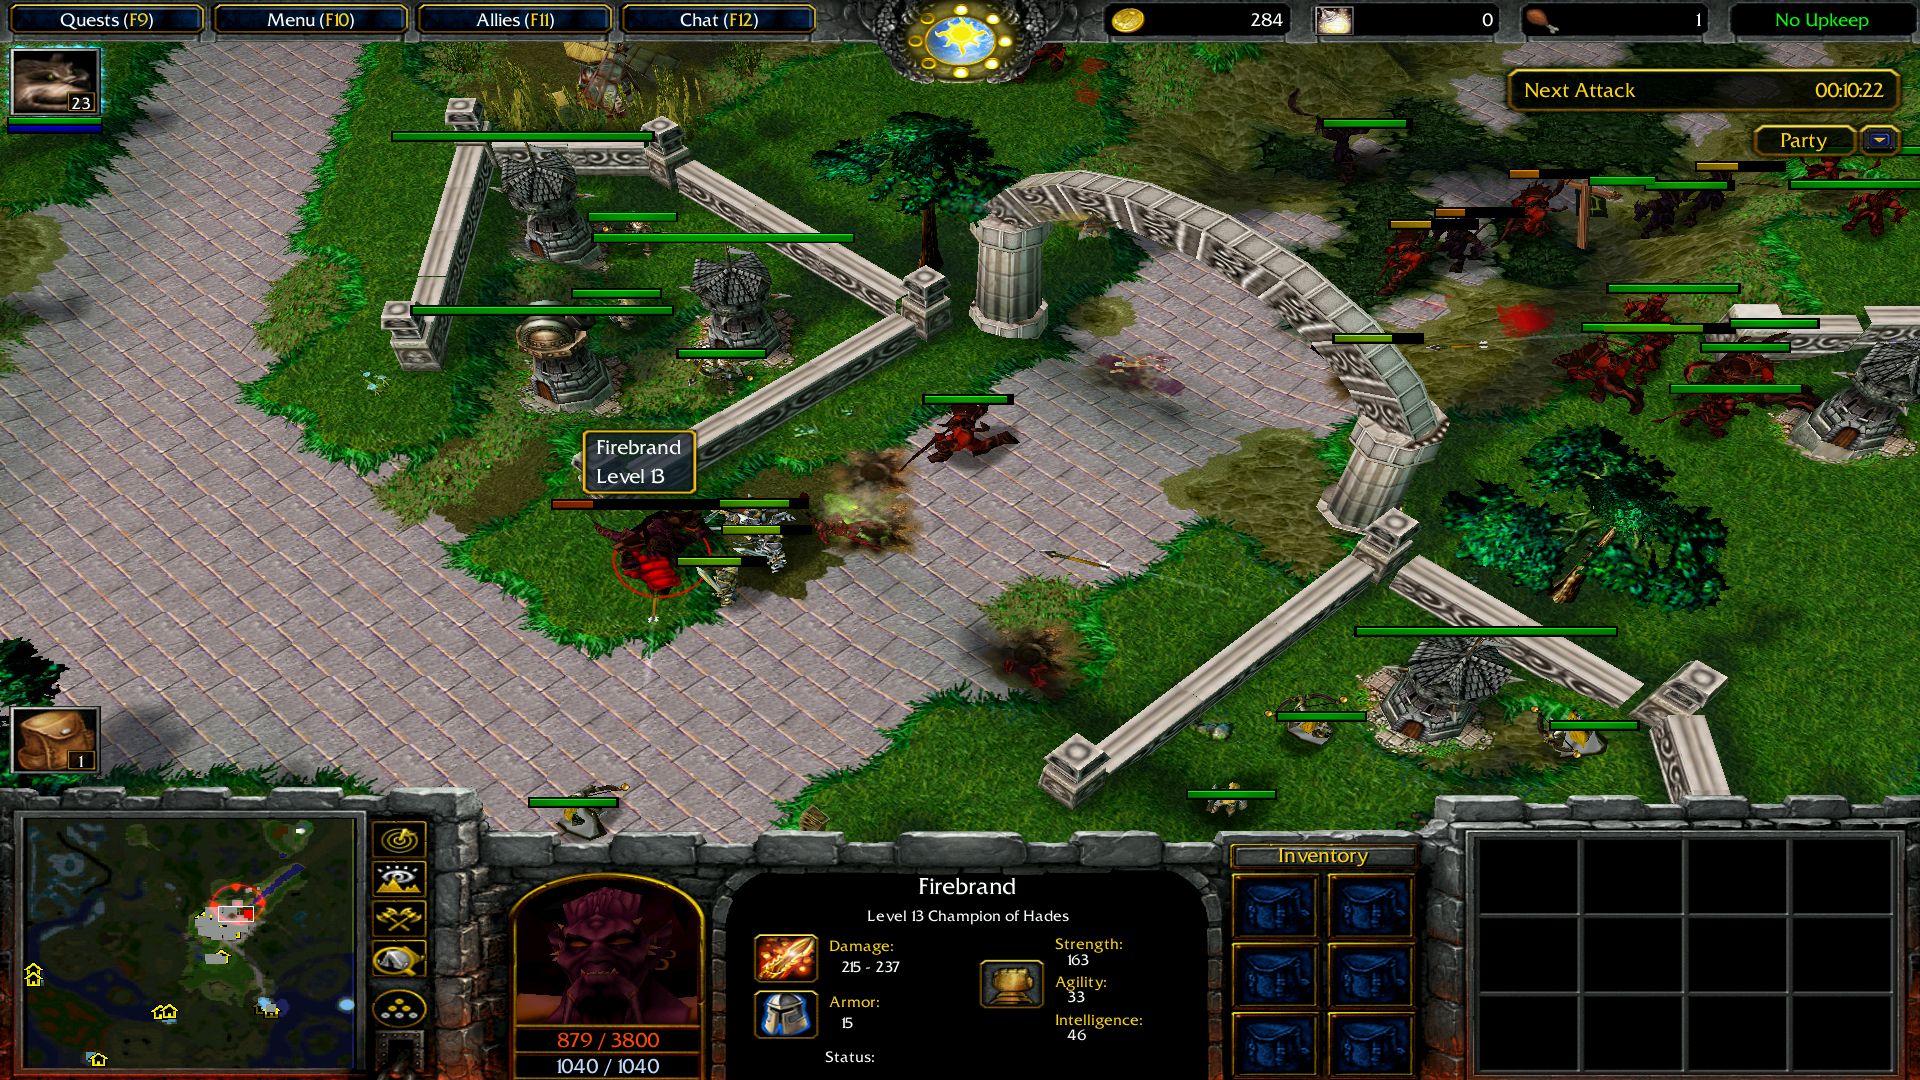 Quests (F9)
Menu (F10)
Allies (F11)
Chat (F12)
284
0
1
No Upkeep
23
Next Attack 00:10:22
Party
Firebrand
Level 13
1
Firebrand
Level 13 Champion of Hades
Damage:
215 - 237
Armor:
15
Strength:
163
Agility:
33
Intelligence:
46
Status:
879 / 3800
1040 / 1040
Inventory